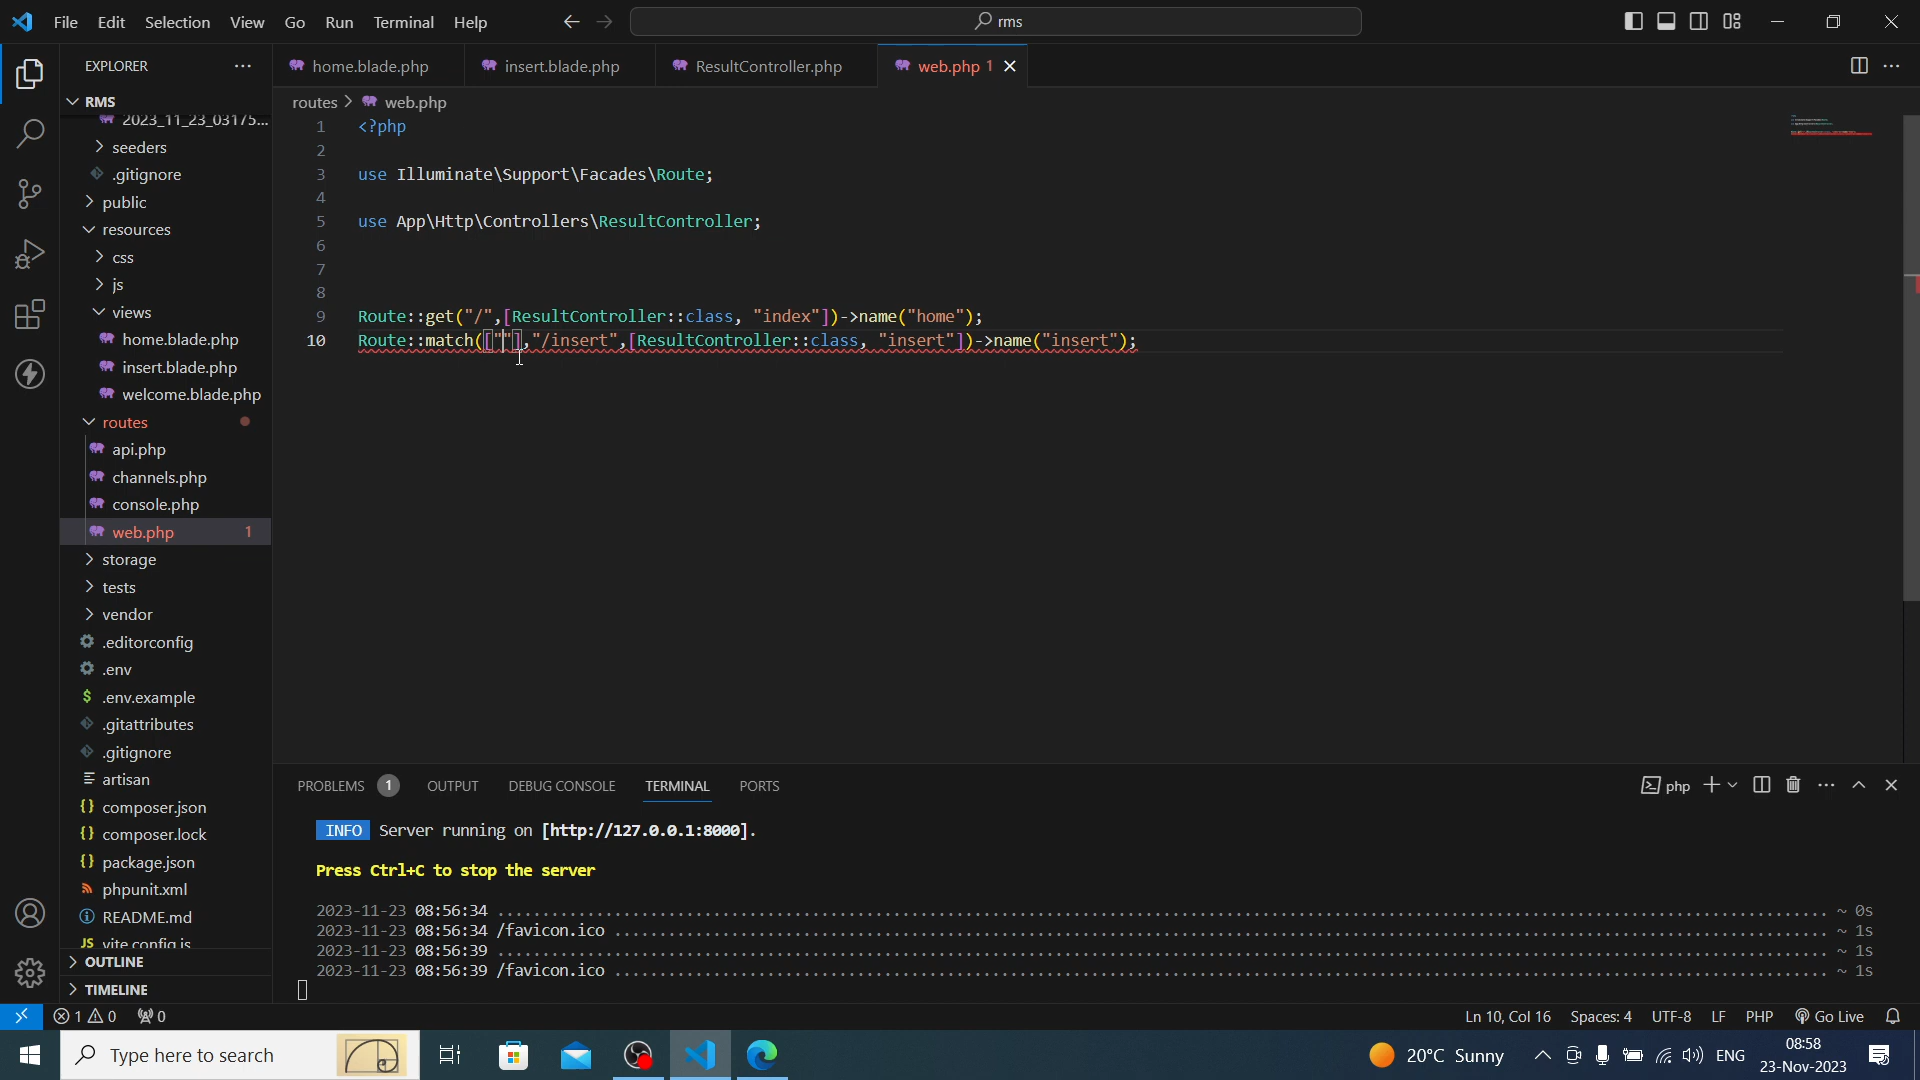 File Edit Selection View Go Run Terminal Help
rms
EXPLORER
RMS
2023_11_23_03175...
seeders
.gitignore
public
resources
css
js
views
home.blade.php
insert.blade.php
welcome.blade.php
routes
api.php
channels.php
console.php
web.php 1
storage
tests
vendor
.editorconfig
.env
.env.example
.gitattributes
.gitignore
artisan
composer.json
composer.lock
package.json
phpunit.xml
README.md
vite.config.js
OUTLINE
TIMELINE
home.blade.php insert.blade.php ResultController.php web.php 1
routes > web.php
1 <?php
2
3 use Illuminate\Support\Facades\Route;
4
5 use App\Http\Controllers\ResultController;
6
7
8
9 Route::get("/",[ResultController::class, "index"])->name("home");
10 Route::match([""],"/insert",[ResultController::class, "insert"])->name("insert");
PROBLEMS 1 OUTPUT DEBUG CONSOLE TERMINAL PORTS
php
INFO Server running on [http://127.0.0.1:8000].
Press Ctrl+C to stop the server
2023-11-23 08:56:34 ........ ~ 0s
2023-11-23 08:56:34 /favicon.ico ........ ~ 1s
2023-11-23 08:56:39 ........ ~ 1s
2023-11-23 08:56:39 /favicon.ico ........ ~ 1s
1 0 0
Ln 10, Col 16 Spaces: 4 UTF-8 LF PHP Go Live
Type here to search
20°C Sunny
ENG
08:58
23-Nov-2023